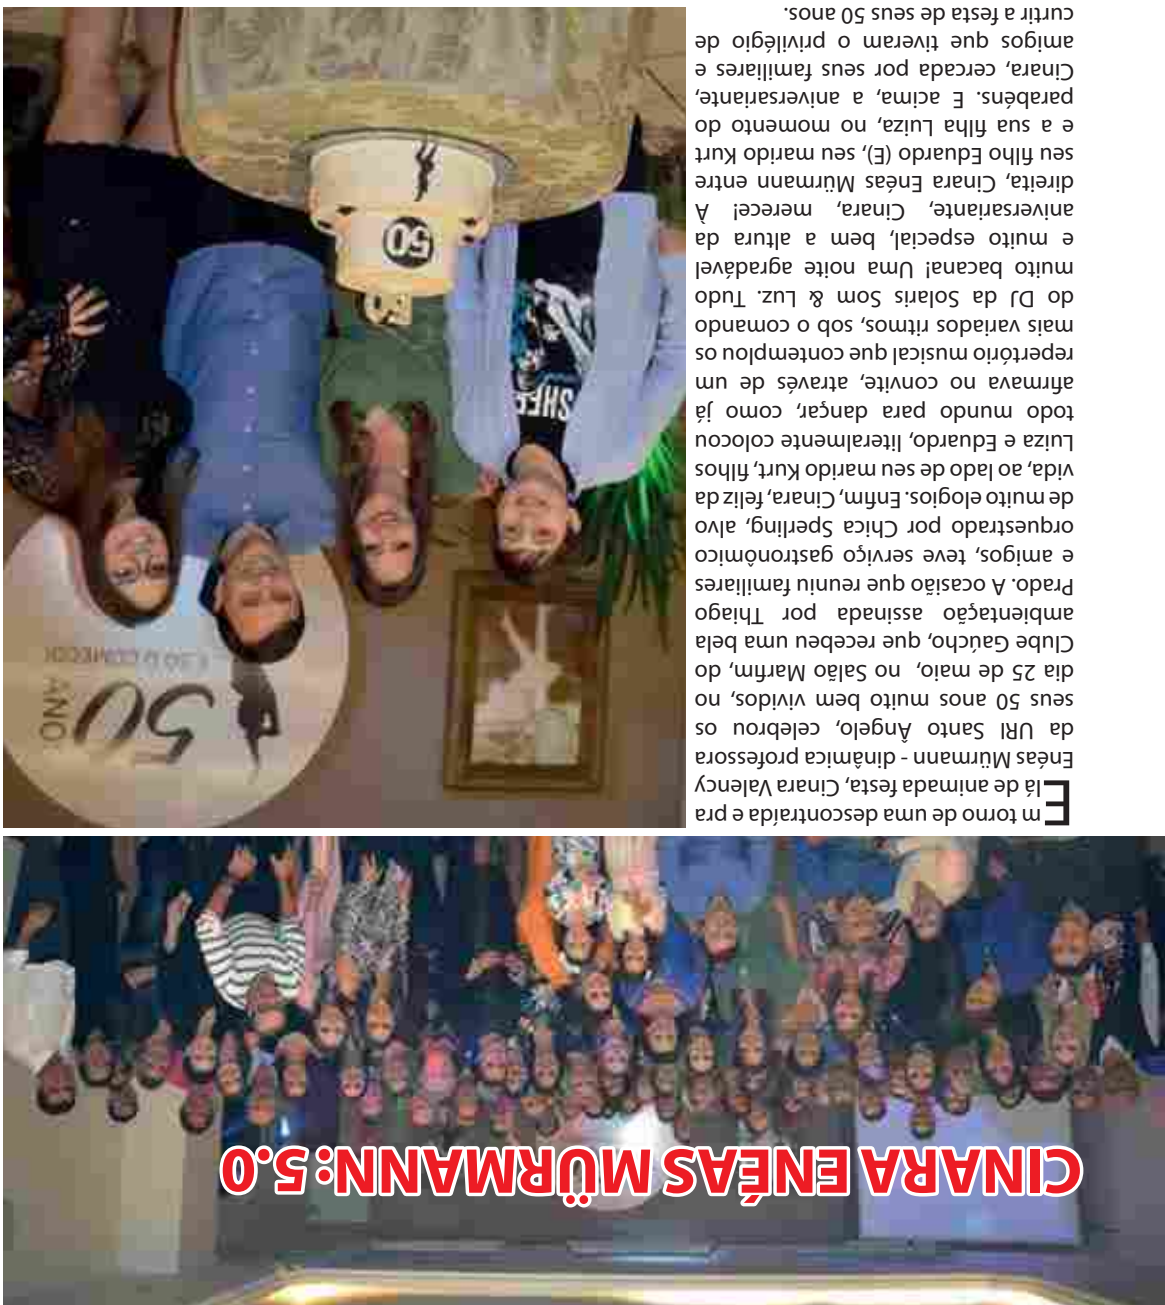 CINARA ENÉAS MÜRMANN:5.0
Em torno de uma descontraída e pra
lá de animada festa, Cinara Valency
Enéas Mürmann - dinâmica professora
da URI Santo Ângelo, celebrou os
seus 50 anos muito bem vividos, no
dia 25 de maio, no Salão Marfim, do
Clube Gaúcho, que recebeu uma bela
ambientação assinada por Thiago
Prado. A ocasião que reuniu familiares
e amigos, teve serviço gastronômico
orquestrado por Chica Sperling, alvo
de muito elogios. Enfim, Cinara, feliz da
vida, ao lado de seu marido Kurt, filhos
Luiza e Eduardo, literalmente colocou
todo mundo para dançar, como já
afirmava no convite, através de um
repertório musical que contemplou os
mais variados ritmos, sob o comando
do DJ da Solaris Som & Luz. Tudo
muito bacana! Uma noite agradável
e muito especial, bem a altura da
aniversariante, Cinara, merece! À
direita, Cinara Enéas Mürmann entre
seu filho Eduardo (E), seu marido Kurt
e a sua filha Luiza, no momento do
parabéns. E acima, a aniversariante,
Cinara, cercada por seus familiares e
amigos que tiveram o privilégio de
curtir a festa de seus 50 anos.
50 ANO
É SÓ O COMEÇO!
50